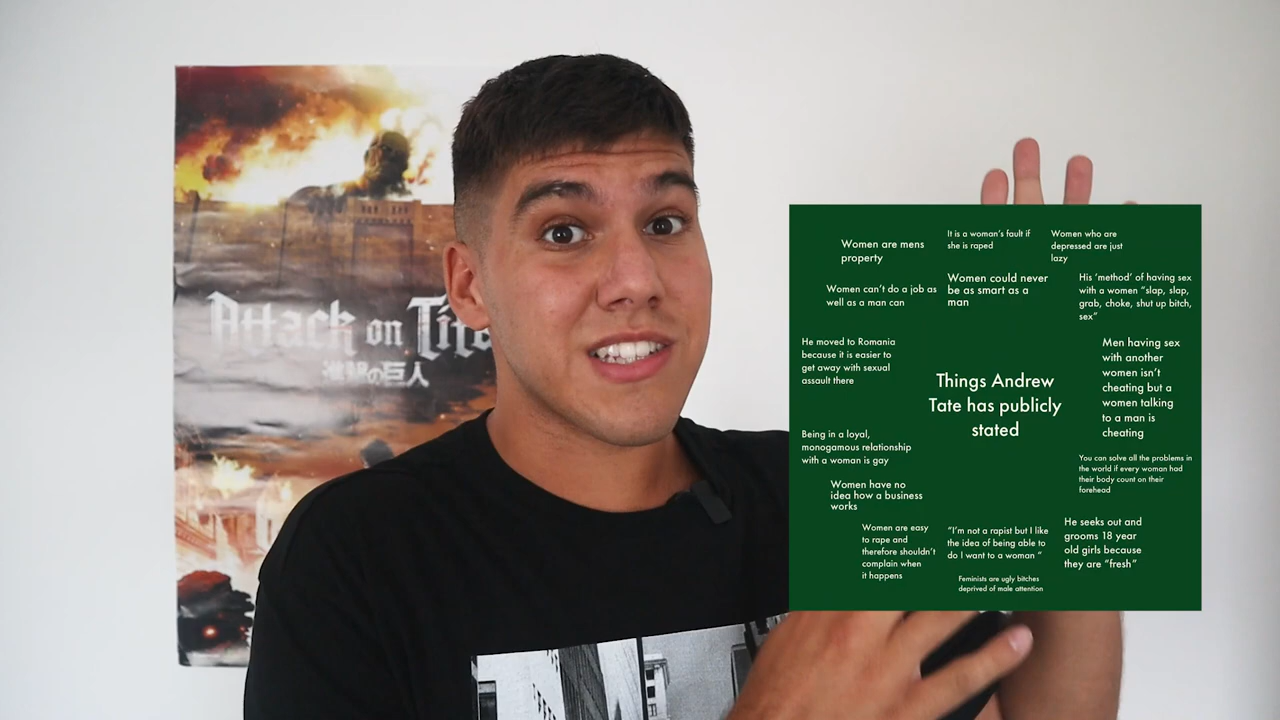 Attack on Tita
進撃の巨人
Women are mens
property
It is a woman's fault if
she is raped
Women who are
depressed are just
lazy
Women can't do a job as
well as a man can
Women could never
be as smart as a
man
His 'method' of having sex
with a women "slap, slap,
grab, choke, shut up bitch,
sex"
He moved to Romania
because it is easier to
get away with sexual
assault there
Things Andrew
Tate has publicly
stated
Men having sex
with another
women isn't
cheating but a
women talking
to a man is
cheating
Being in a loyal,
monogamous relationship
with a woman is gay
You can solve all the problems in
the world if every woman had
their body count on their
forehead
Women have no
idea how a business
works
Women are easy
to rape and
therefore shouldn't
complain when
it happens
"I'm not a rapist but I like
the idea of being able to
do I want to a woman "
He seeks out and
grooms 18 year
old girls because
they are "fresh"
Feminists are ugly bitches
deprived of male attention